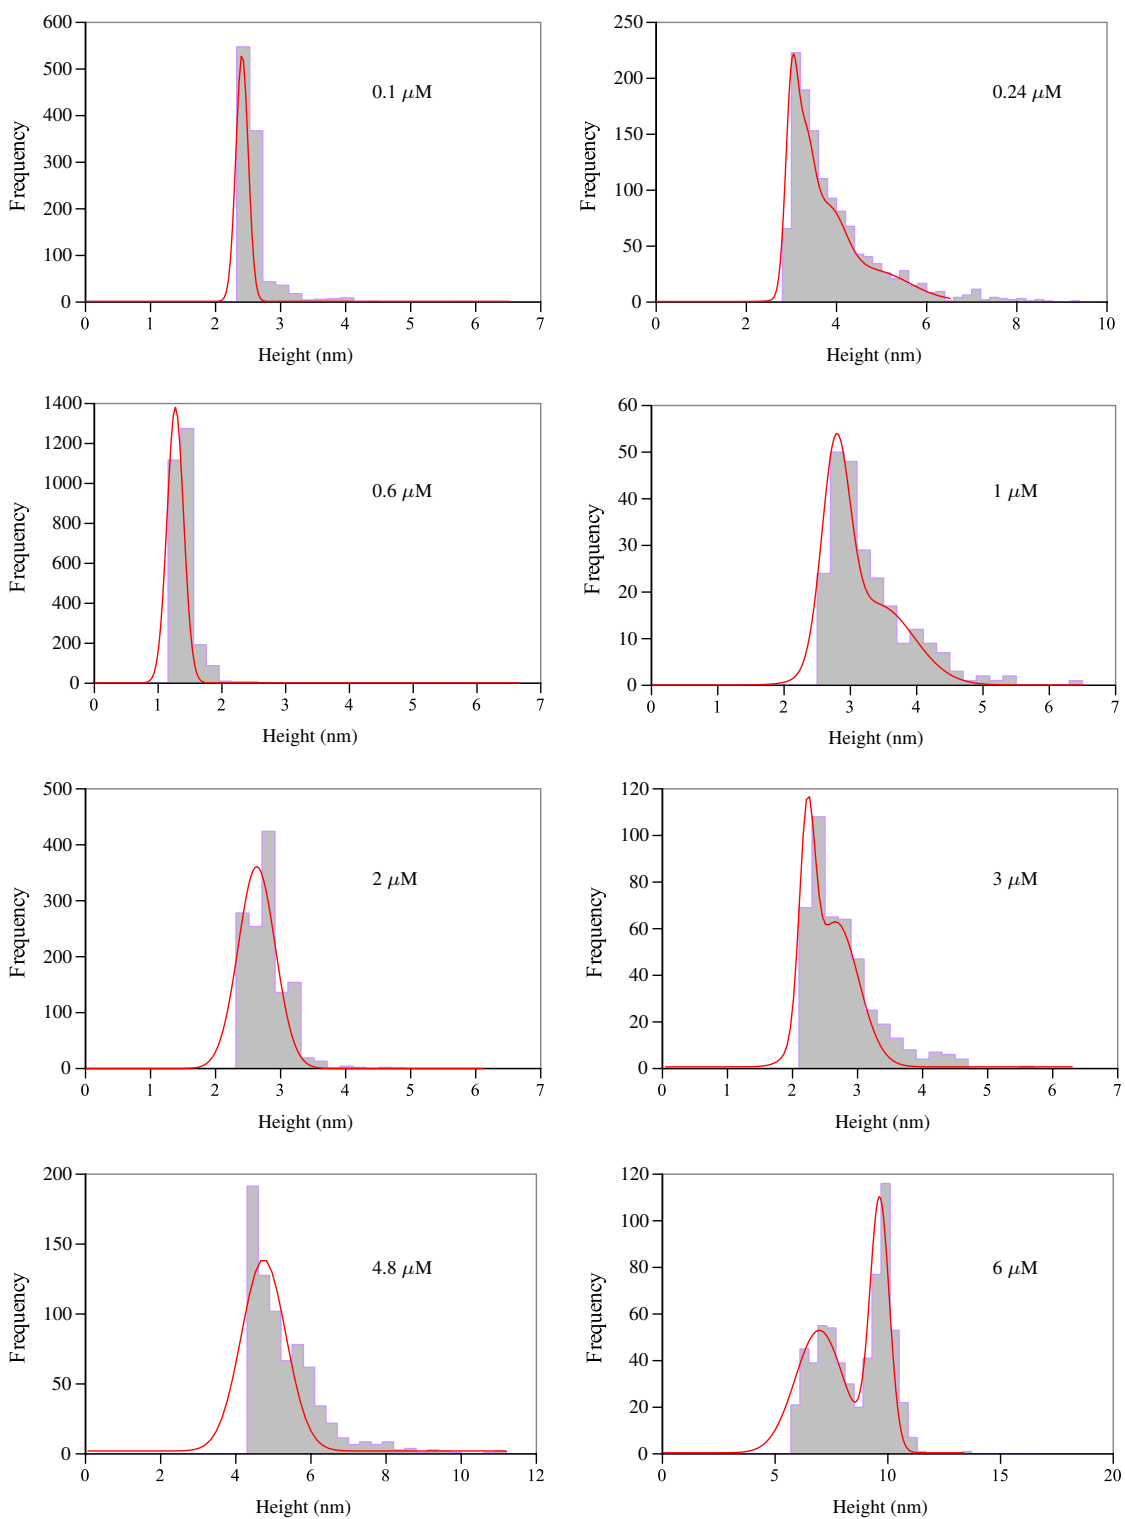 600
500
400
300
200
100
0
Frequency
0.1 μM
0 1 2 3 4 5 6 7
Height (nm)
250
200
150
100
50
0
Frequency
0.24 μM
0 2 4 6 8 10
Height (nm)
1400
1200
1000
800
600
400
200
0
Frequency
0.6 μM
0 1 2 3 4 5 6 7
Height (nm)
60
50
40
30
20
10
0
Frequency
1 μM
0 1 2 3 4 5 6 7
Height (nm)
500
400
300
200
100
0
Frequency
2 μM
0 1 2 3 4 5 6 7
Height (nm)
120
100
80
60
40
20
0
Frequency
3 μM
0 1 2 3 4 5 6 7
Height (nm)
200
150
100
50
0
Frequency
4.8 μM
0 2 4 6 8 10 12
Height (nm)
120
100
80
60
40
20
0
Frequency
6 μM
0 5 10 15 20
Height (nm)